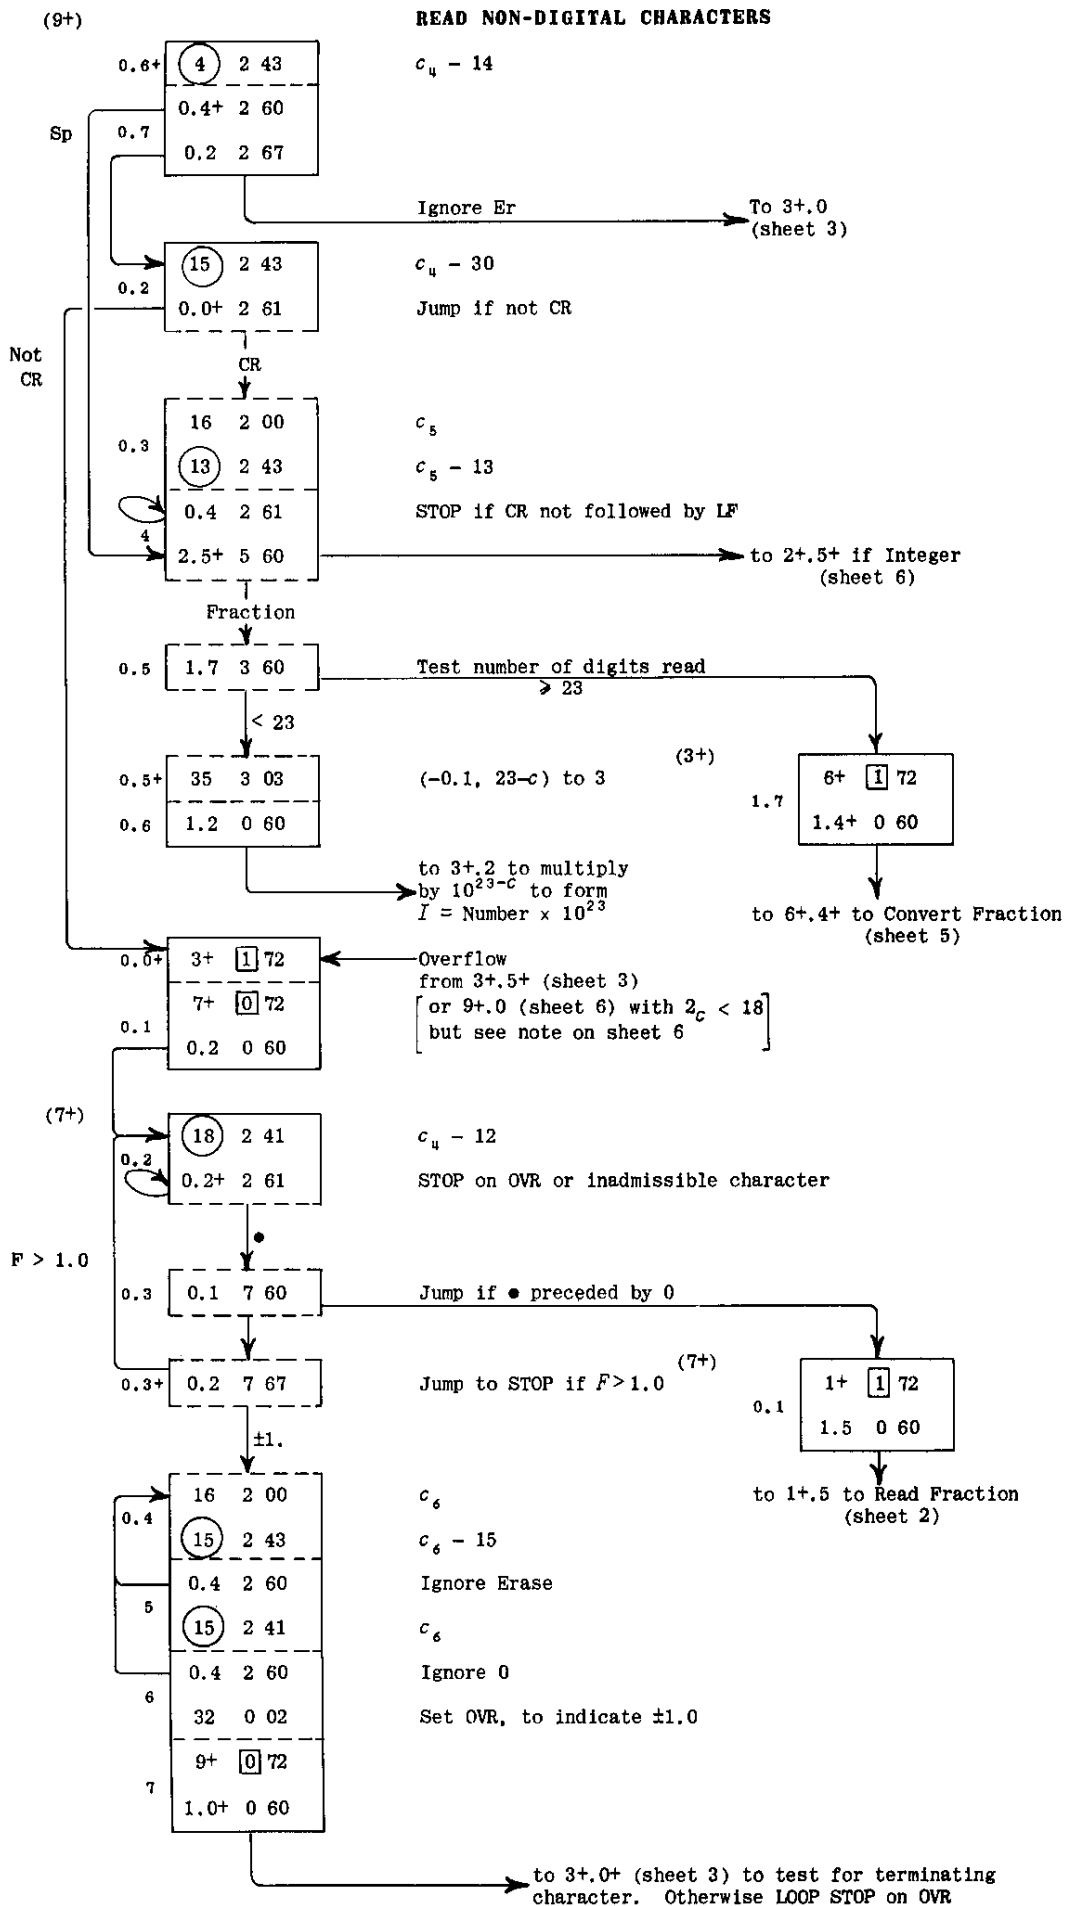 (9+) READ NON-DIGITAL CHARACTERS
0.6+ 4 2 43 c4 - 14
0.4+ 2 60
Sp 0.7
0.2 2 67
Ignore Er To 3+.0
(sheet 3)
15 2 43 c4 - 30
0.2
0.0+ 2 61 Jump if not CR
Not
CR
CR
16 2 00 c5
0.3
13 2 43 c5 - 13
0.4 2 61 STOP if CR not followed by LF
4
2.5+ 5 60 to 2+.5+ if Integer
(sheet 6)
Fraction
0.5 1.7 3 60 Test number of digits read
⩾ 23
< 23
(3+)
0.5+ 35 3 03 (-0.1, 23-c) to 3 6+ 1 72
1.7
0.6 1.2 0 60 1.4+ 0 60
to 3+.2 to multiply
by 10^23-c to form
I = Number x 10^23 to 6+.4+ to Convert Fraction
(sheet 5)
0.0+ 3+ 1 72 Overflow
from 3+.5+ (sheet 3)
7+ 0 72 [or 9+.0 (sheet 6) with 2c < 18
0.1 but see note on sheet 6]
0.2 0 60
(7+)
18 2 41 c4 - 12
0.2
0.2+ 2 61 STOP on OVR or inadmissible character
●
F > 1.0
0.3 0.1 7 60 Jump if ● preceded by 0
(7+)
0.3+ 0.2 7 67 Jump to STOP if F > 1.0 1+ 1 72
0.1
1.5 0 60
±1.
16 2 00 c6 to 1+.5 to Read Fraction
(sheet 2)
0.4
15 2 43 c6 - 15
0.4 2 60 Ignore Erase
5
15 2 41 c6
0.4 2 60 Ignore 0
6
32 0 02 Set OVR, to indicate ±1.0
9+ 0 72
7
1.0+ 0 60
to 3+.0+ (sheet 3) to test for terminating
character. Otherwise LOOP STOP on OVR